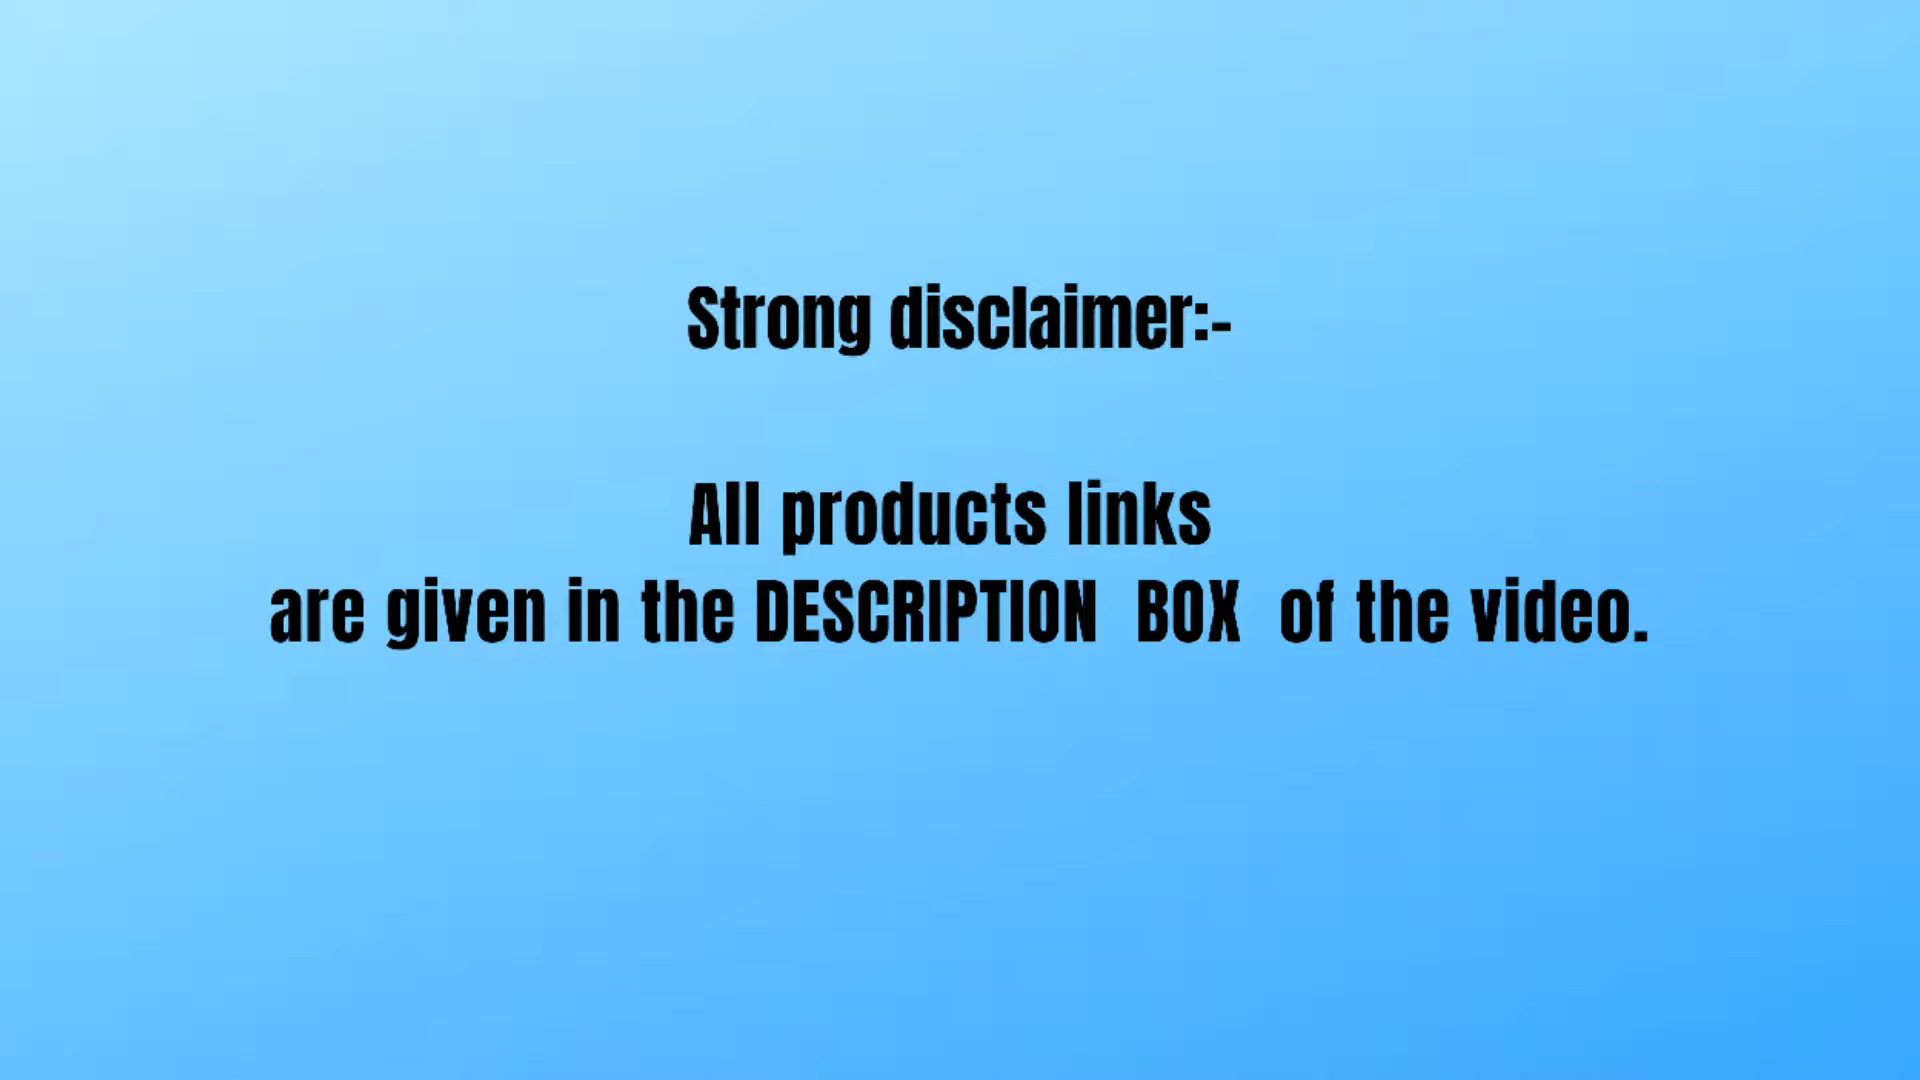 Strong disclaimer:-
All products links
are given in the DESCRIPTION BOX of the video.